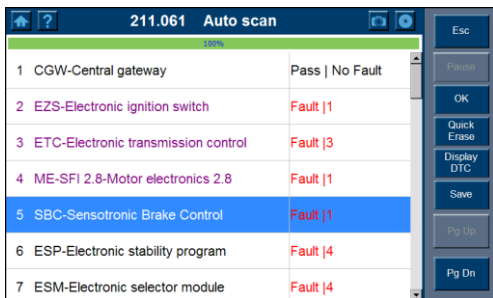 ? 211.061 Auto scan
100%
1 CGW-Central gateway Pass | No Fault
2 EZS-Electronic ignition switch Fault |1
3 ETC-Electronic transmission control Fault |3
4 ME-SFI 2.8-Motor electronics 2.8 Fault |1
5 SBC-Sensotronic Brake Control Fault |1
6 ESP-Electronic stability program Fault |4
7 ESM-Electronic selector module Fault |4
Esc
Pause
OK
Quick
Erase
Display
DTC
Save
Pg Up
Pg Dn